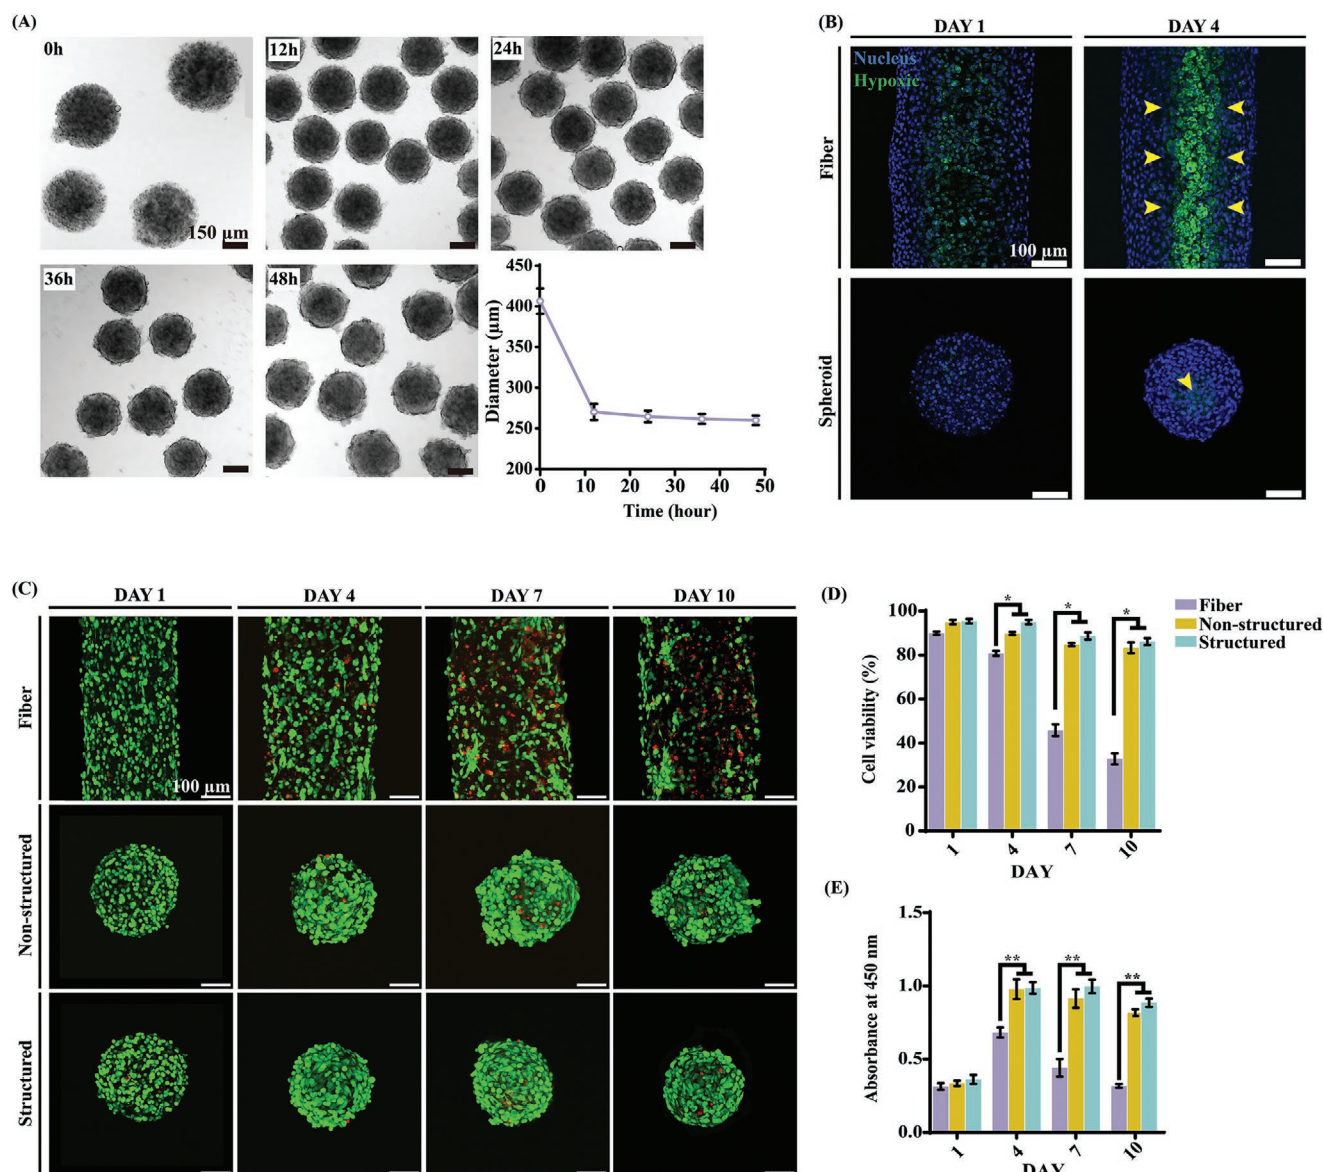 (A)
0h
12h
24h
150 µm
36h
48h
450
400
350
300
250
200
Diameter (µm)
0 10 20 30 40 50
Time (hour)
(B)
DAY 1 DAY 4
Nucleus
Hypoxic
Fiber
100 µm
Spheroid
(C)
DAY 1 DAY 4 DAY 7 DAY 10
Fiber
100 µm
Non-structured
Structured
(D)
100
80
60
40
20
0
Cell viability (%)
* * *
1 4 7 10
DAY
Fiber
Non-structured
Structured
(E)
1.5
1.0
0.5
0.0
Absorbance at 450 nm
** ** **
1 4 7 10
DAY